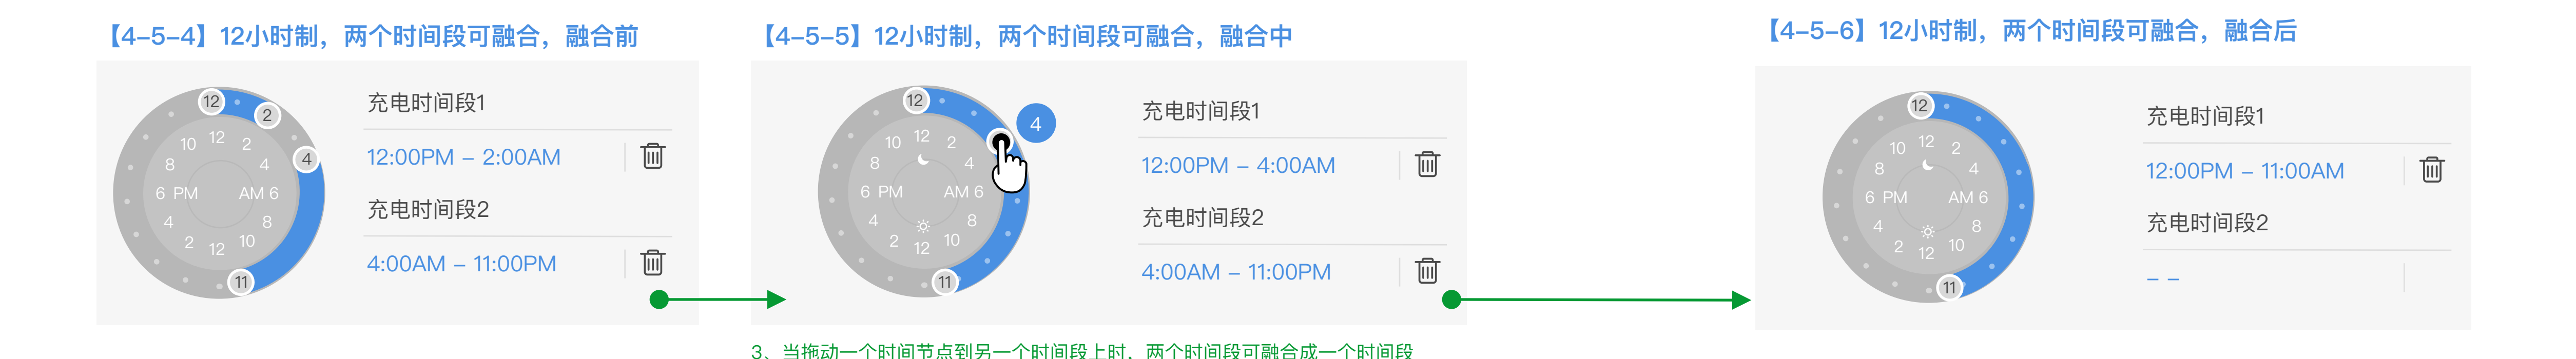 【4-5-4】12小时制，两个时间段可融合，融合前
12
2
4
11
12
2
4
AM 6
8
10
12
2
4
6 PM
8
10
充电时间段1
12:00PM – 2:00AM
充电时间段2
4:00AM – 11:00PM
【4-5-5】12小时制，两个时间段可融合，融合中
12
4
11
12
2
4
AM 6
8
10
12
2
4
6 PM
8
10
充电时间段1
12:00PM – 4:00AM
充电时间段2
4:00AM – 11:00PM
3、当拖动一个时间节点到另一个时间段上时，两个时间段可融合成一个时间段
【4-5-6】12小时制，两个时间段可融合，融合后
12
11
12
2
4
AM 6
8
10
12
2
4
6 PM
8
10
充电时间段1
12:00PM – 11:00AM
充电时间段2
– –